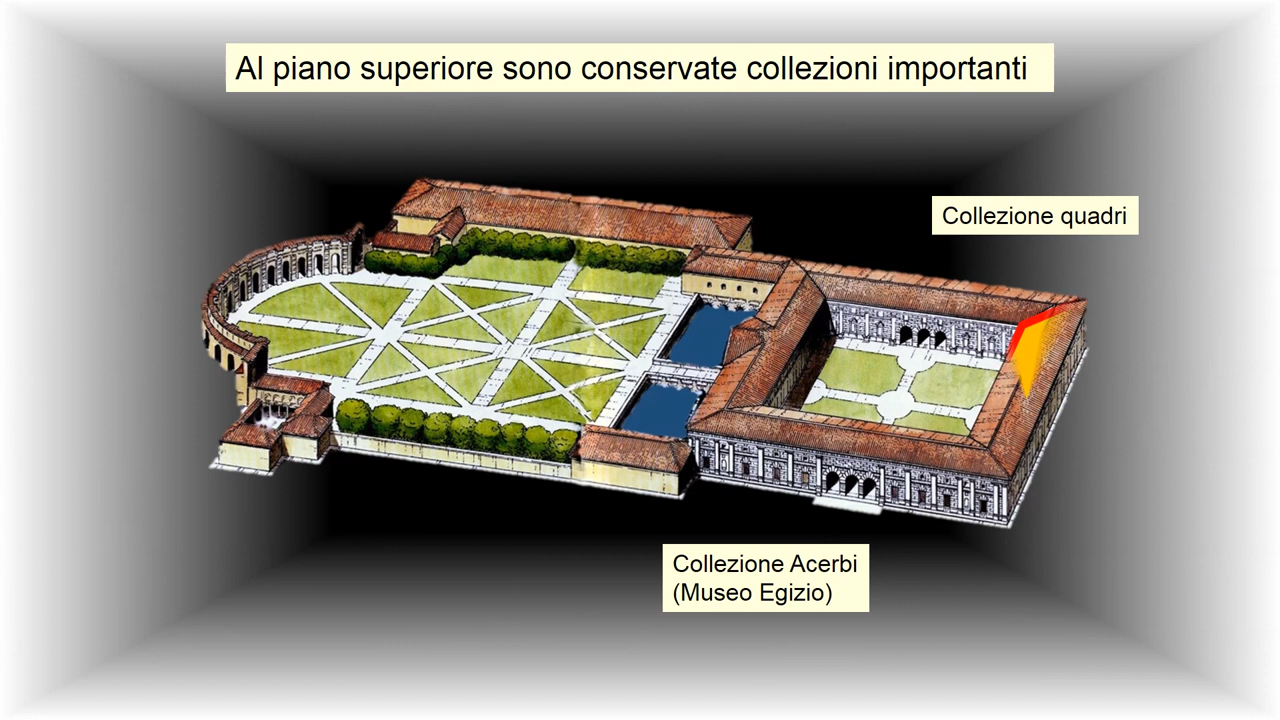 Al piano superiore sono conservate collezioni importanti
Collezione quadri
Collezione Acerbi
(Museo Egizio)